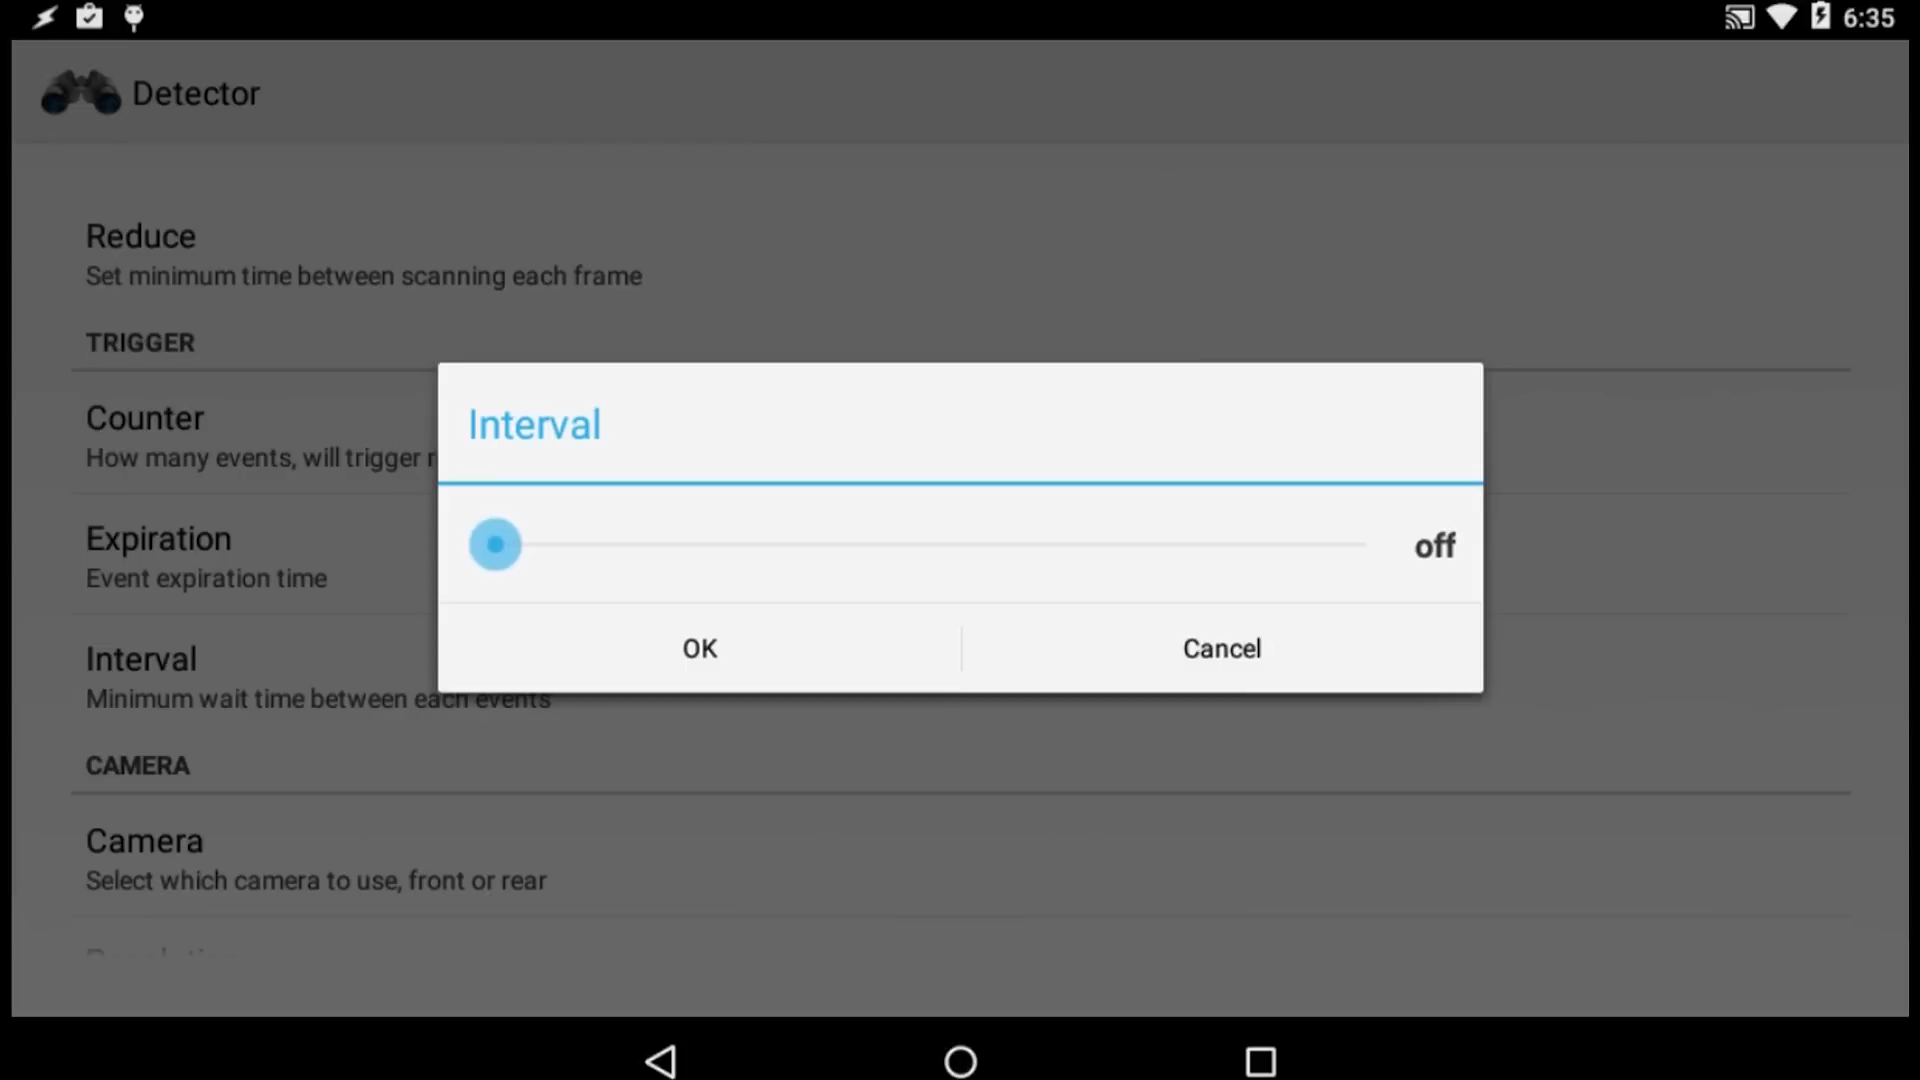 6:35
Detector
Reduce
Set minimum time between scanning each frame
TRIGGER
Counter
How many events, will trigger
Expiration
Event expiration time
Interval
Minimum wait time between each events
CAMERA
Camera
Select which camera to use, front or rear
Interval
off
OK
Cancel